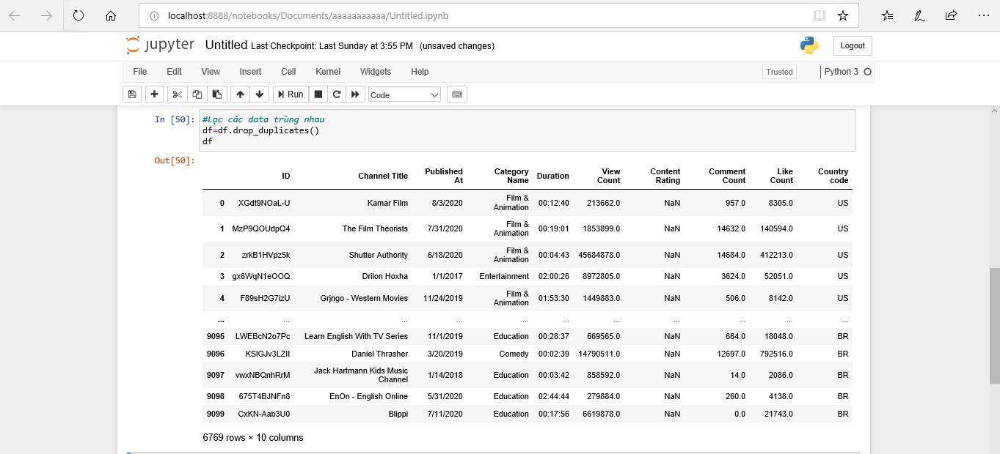 localhost:8888/notebooks/Documents/aaaaaaaaaaa/Untitled.ipynb
jupyter Untitled Last Checkpoint: Last Sunday at 3:55 PM (unsaved changes) Logout
File Edit View Insert Cell Kernel Widgets Help Trusted Python 3
Run Code
In [50]: #Lọc các data trùng nhau
df=df.drop_duplicates()
df
Out[50]:
ID Channel Title Published At Category Name Duration View Count Content Rating Comment Count Like Count Country code
0 XGdt9NOaL-U Kamar Film 8/3/2020 Film & Animation 00:12:40 213662.0 NaN 957.0 8305.0 US
1 MzP9QOUdpQ4 The Film Theorists 7/31/2020 Film & Animation 00:19:01 1853899.0 NaN 14632.0 140594.0 US
2 zrkB1HVpz5k Shutter Authority 6/18/2020 Film & Animation 00:04:43 45684878.0 NaN 14684.0 412213.0 US
3 gx6WqN1eOOQ Drilon Hoxha 1/1/2017 Entertainment 02:00:26 8972805.0 NaN 3624.0 52051.0 US
4 F89sH2G7izU Grjngo - Western Movies 11/24/2019 Film & Animation 01:53:30 1449883.0 NaN 506.0 8142.0 US
... ... ... ... ... ... ... ... ... ... ...
9095 LWEBcN2o7Pc Learn English With TV Series 11/1/2019 Education 00:28:37 669565.0 NaN 664.0 18048.0 BR
9096 KSIGJv3LZII Daniel Thrasher 3/20/2019 Comedy 00:02:39 14790511.0 NaN 12697.0 792516.0 BR
9097 vwxNBQnhRrM Jack Hartmann Kids Music Channel 1/14/2018 Education 00:03:42 858592.0 NaN 14.0 2086.0 BR
9098 675T4BJNFn8 EnOn - English Online 5/31/2020 Education 02:44:44 279884.0 NaN 260.0 4138.0 BR
9099 CxKN-Aab3U0 Blippi 7/11/2020 Education 00:17:56 6619878.0 NaN 0.0 21743.0 BR
6769 rows × 10 columns